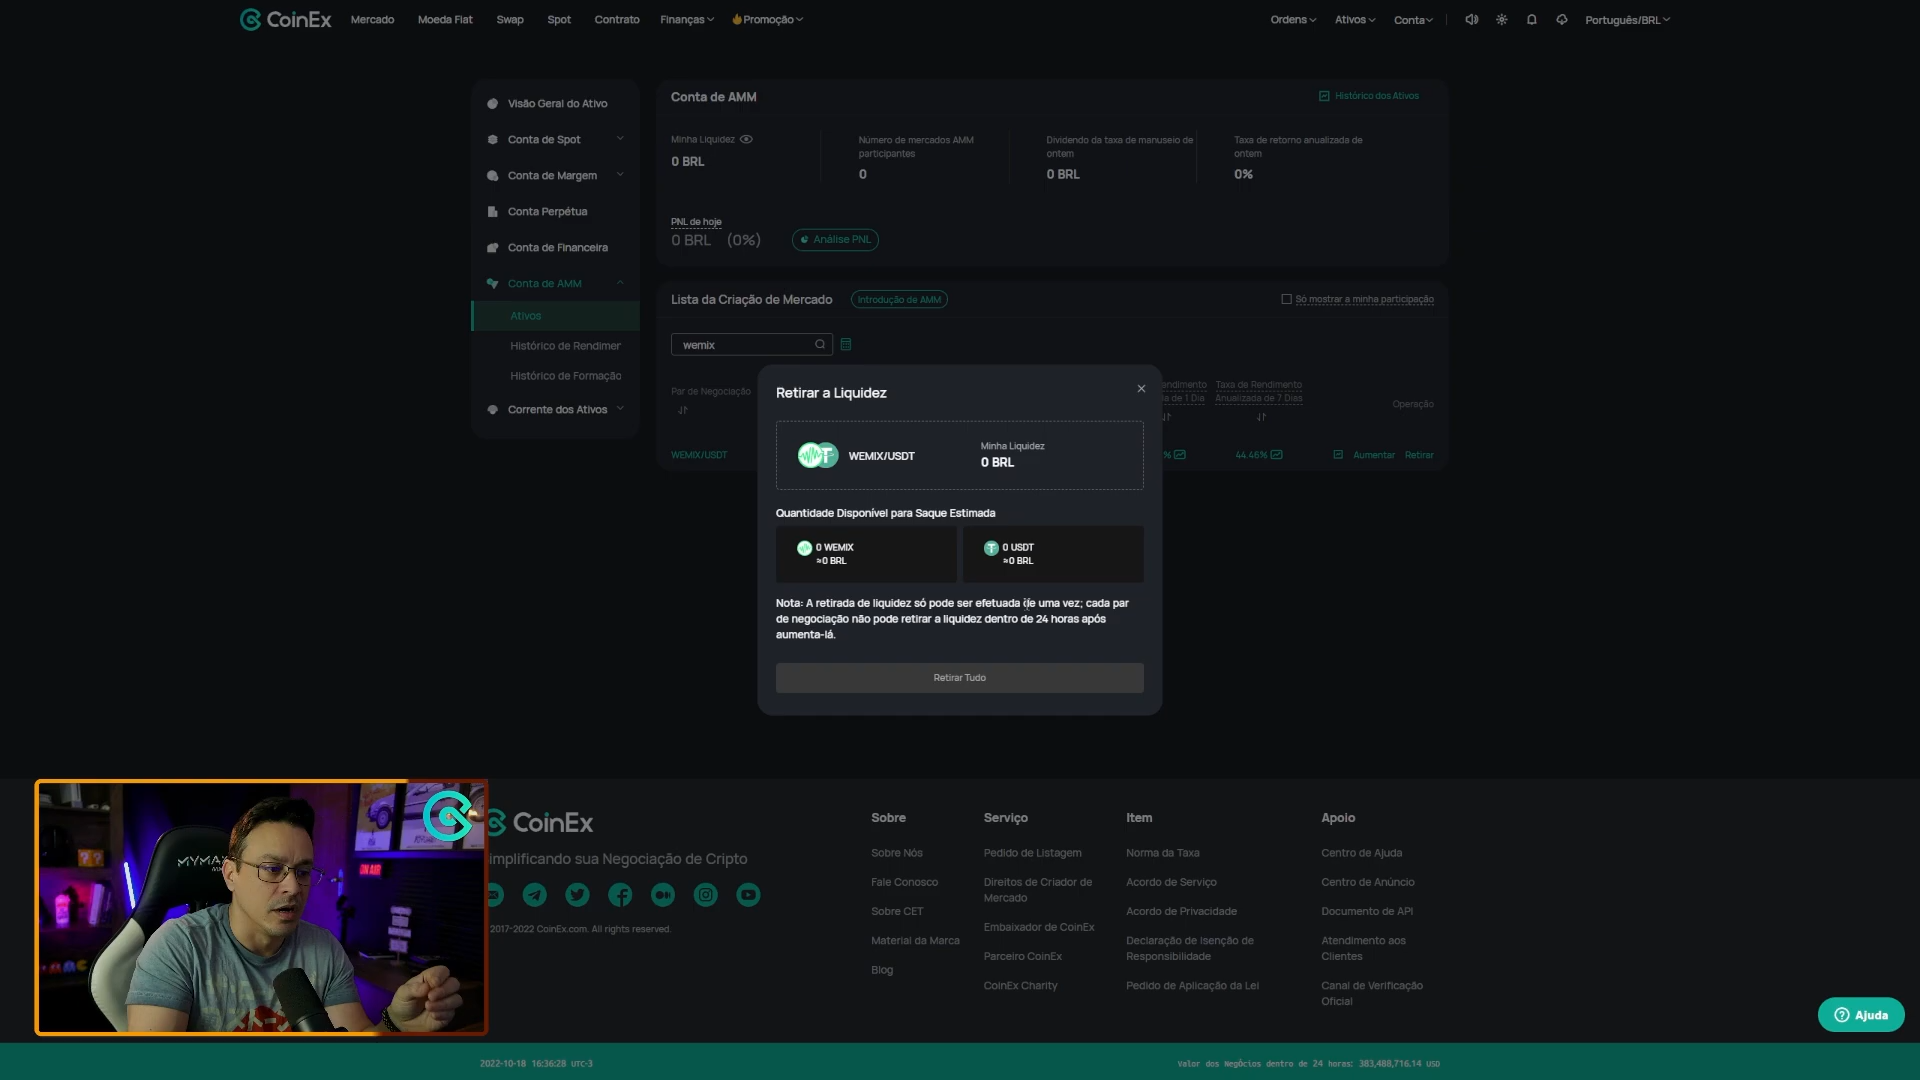 CoinEx
Mercado
Moeda Fiat
Swap
Spot
Contrato
Finanças
Promoção
Ordens
Ativos
Conta
Português/BRL
Visão Geral do Ativo
Conta de Spot
Conta de Margem
Conta Perpétua
Conta de Financeira
Conta de AMM
Ativos
Histórico de Rendimen
Histórico de Formação
Corrente dos Ativos
Conta de AMM
Histórico dos Ativos
Minha Liquidez
0 BRL
Número de mercados AMM
participantes
0
Dividendo da taxa de manuseio de
ontem
0 BRL
Taxa de retorno anualizada de
ontem
0%
PNL de hoje
0 BRL (0%)
Análise PNL
Lista da Criação de Mercado
Introdução de AMM
Só mostrar a minha participação
wemix
Par de Negociação
endimento
la de 1 Dia
Taxa de Rendimento
Anualizada de 7 Dias
Operação
WEMIX/USDT
%
44.46%
Aumentar
Retirar
Retirar a Liquidez
WEMIX/USDT
Minha Liquidez
0 BRL
Quantidade Disponível para Saque Estimada
0 WEMIX
≈0 BRL
0 USDT
≈0 BRL
Nota: A retirada de liquidez só pode ser efetuada de uma vez; cada par
de negociação não pode retirar a liquidez dentro de 24 horas após
aumenta-lá.
Retirar Tudo
CoinEx
implificando sua Negociação de Cripto
2017-2022 CoinEx.com. All rights reserved.
Sobre
Sobre Nós
Fale Conosco
Sobre CET
Material da Marca
Blog
Serviço
Pedido de Listagem
Direitos de Criador de
Mercado
Embaixador de CoinEx
Parceiro CoinEx
CoinEx Charity
Item
Norma da Taxa
Acordo de Serviço
Acordo de Privacidade
Declaração de Isenção de
Responsibilidade
Pedido de Aplicação da Lei
Apoio
Centro de Ajuda
Centro de Anúncio
Documento de API
Atendimento aos
Clientes
Canal de Verificação
Oficial
Ajuda
MYMAX
ON AIR
2022-10-18 16:36:28 UTC-3
Valor dos Negócios dentro de 24 horas: 383,488,716.14 USD